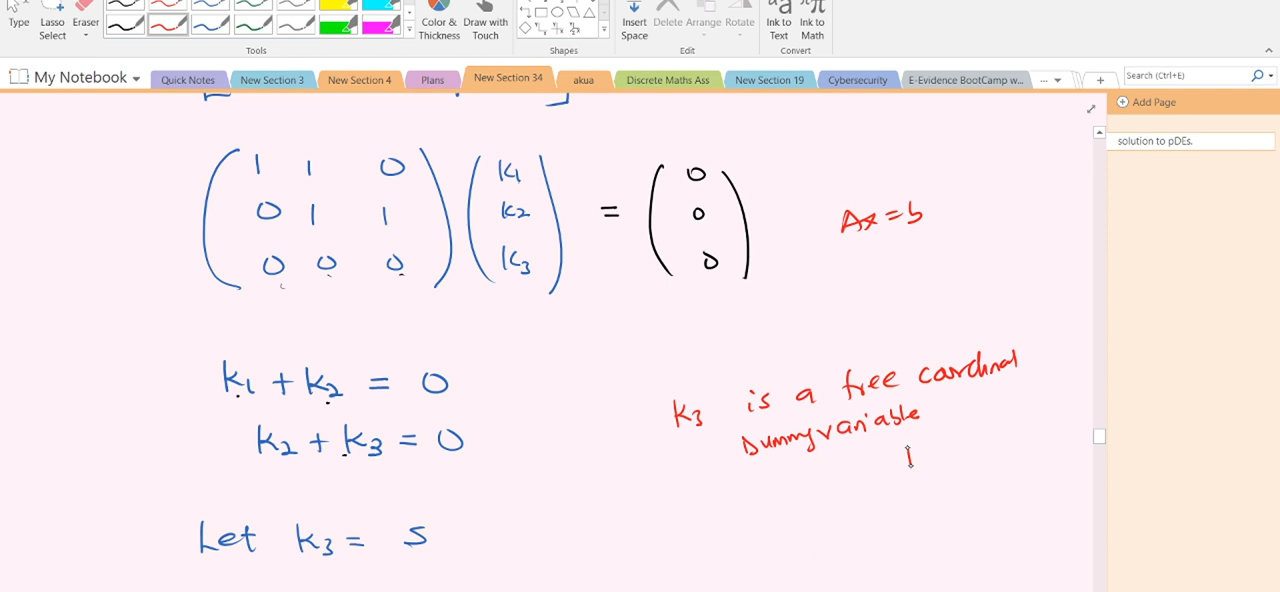 Type
Lasso
Select
Eraser
Color &
Thickness
Draw with
Touch
Insert
Space
Delete
Arrange
Rotate
Ink to
Text
Ink to
Math
Tools
Shapes
Edit
Convert
My Notebook
Quick Notes
New Section 3
New Section 4
Plans
New Section 34
akua
Discrete Maths Ass
New Section 19
Cybersecurity
E-Evidence BootCamp w...
...
Search (Ctrl+E)
Add Page
solution to pDEs.
1 1 0 k1 0
0 1 1 k2 = 0
0 0 0 k3 0
Ax = b
k1 + k2 = 0
k2 + k3 = 0
k3 is a free cardinal
Dummy variable
Let k3 = s